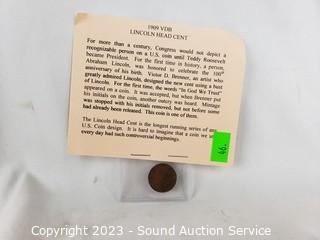 1909 VDB
LINCOLN HEAD CENT
For more than a century, Congress would not depict a
recognizable person on a U.S. coin until Teddy Roosevelt
became President. For the first time in history, a person,
Abraham Lincoln, was honored to celebrate the 100th
anniversary of his birth. Victor D. Brenner, an artist who
greatly admired Lincoln, designed the new cent using a bust
of Lincoln. For the first time, the words "In God We Trust"
appeared on a coin. It was accepted, but when Brenner put
his initials on the coin, another outery was heard. Mintage
was stopped with his initials removed, but not before some
had already been released. This coin is one of them.
The Lincoln Head Cent is the longest running series of any
U.S. Coin design. It is hard to imagine that a coin we use
every day had such controversial beginnings.
46.
Copyright 2023 - Sound Auction Service